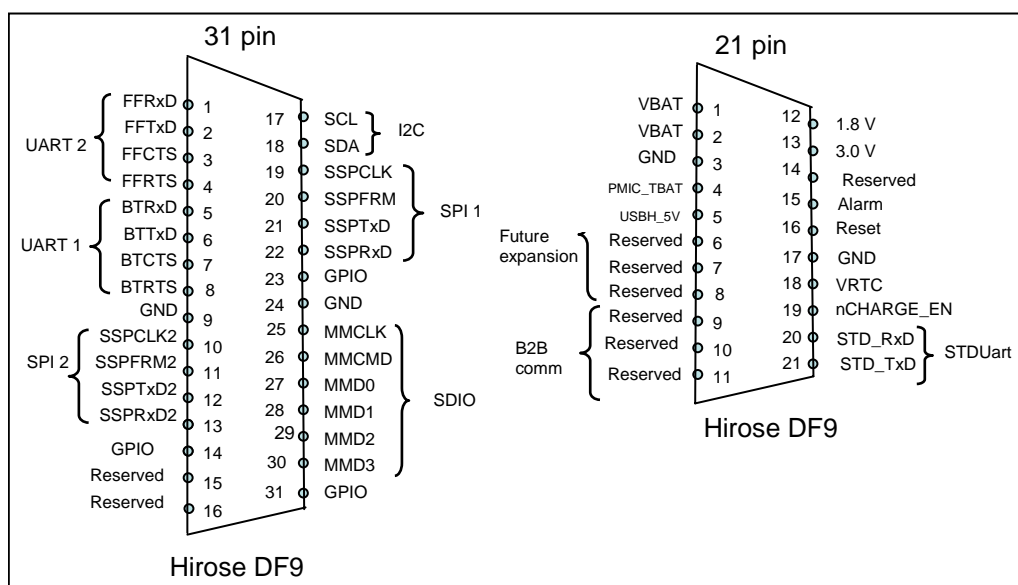 31 pin
FFRxD 1
FFTxD 2
FFCTS 3
FFRTS 4
UART 2
BTRxD 5
BTTxD 6
BTCTS 7
BTRTS 8
UART 1
GND 9
SSPCLK2 10
SSPFRM2 11
SSPTxD2 12
SSPRxD2 13
SPI 2
GPIO 14
Reserved 15
Reserved 16
17 SCL
18 SDA
I2C
19 SSPCLK
20 SSPFRM
21 SSPTxD
22 SSPRxD
SPI 1
23 GPIO
24 GND
25 MMCLK
26 MMCMD
27 MMD0
28 MMD1
29 MMD2
30 MMD3
SDIO
31 GPIO
Hirose DF9
21 pin
VBAT 1
VBAT 2
GND 3
PMIC_TBAT 4
USBH_5V 5
Reserved 6
Reserved 7
Reserved 8
Future
expansion
Reserved 9
Reserved 10
Reserved 11
B2B
comm
12 1.8 V
13 3.0 V
14 Reserved
15 Alarm
16 Reset
17 GND
18 VRTC
19 nCHARGE_EN
20 STD_RxD
21 STD_TxD
STDUart
Hirose DF9